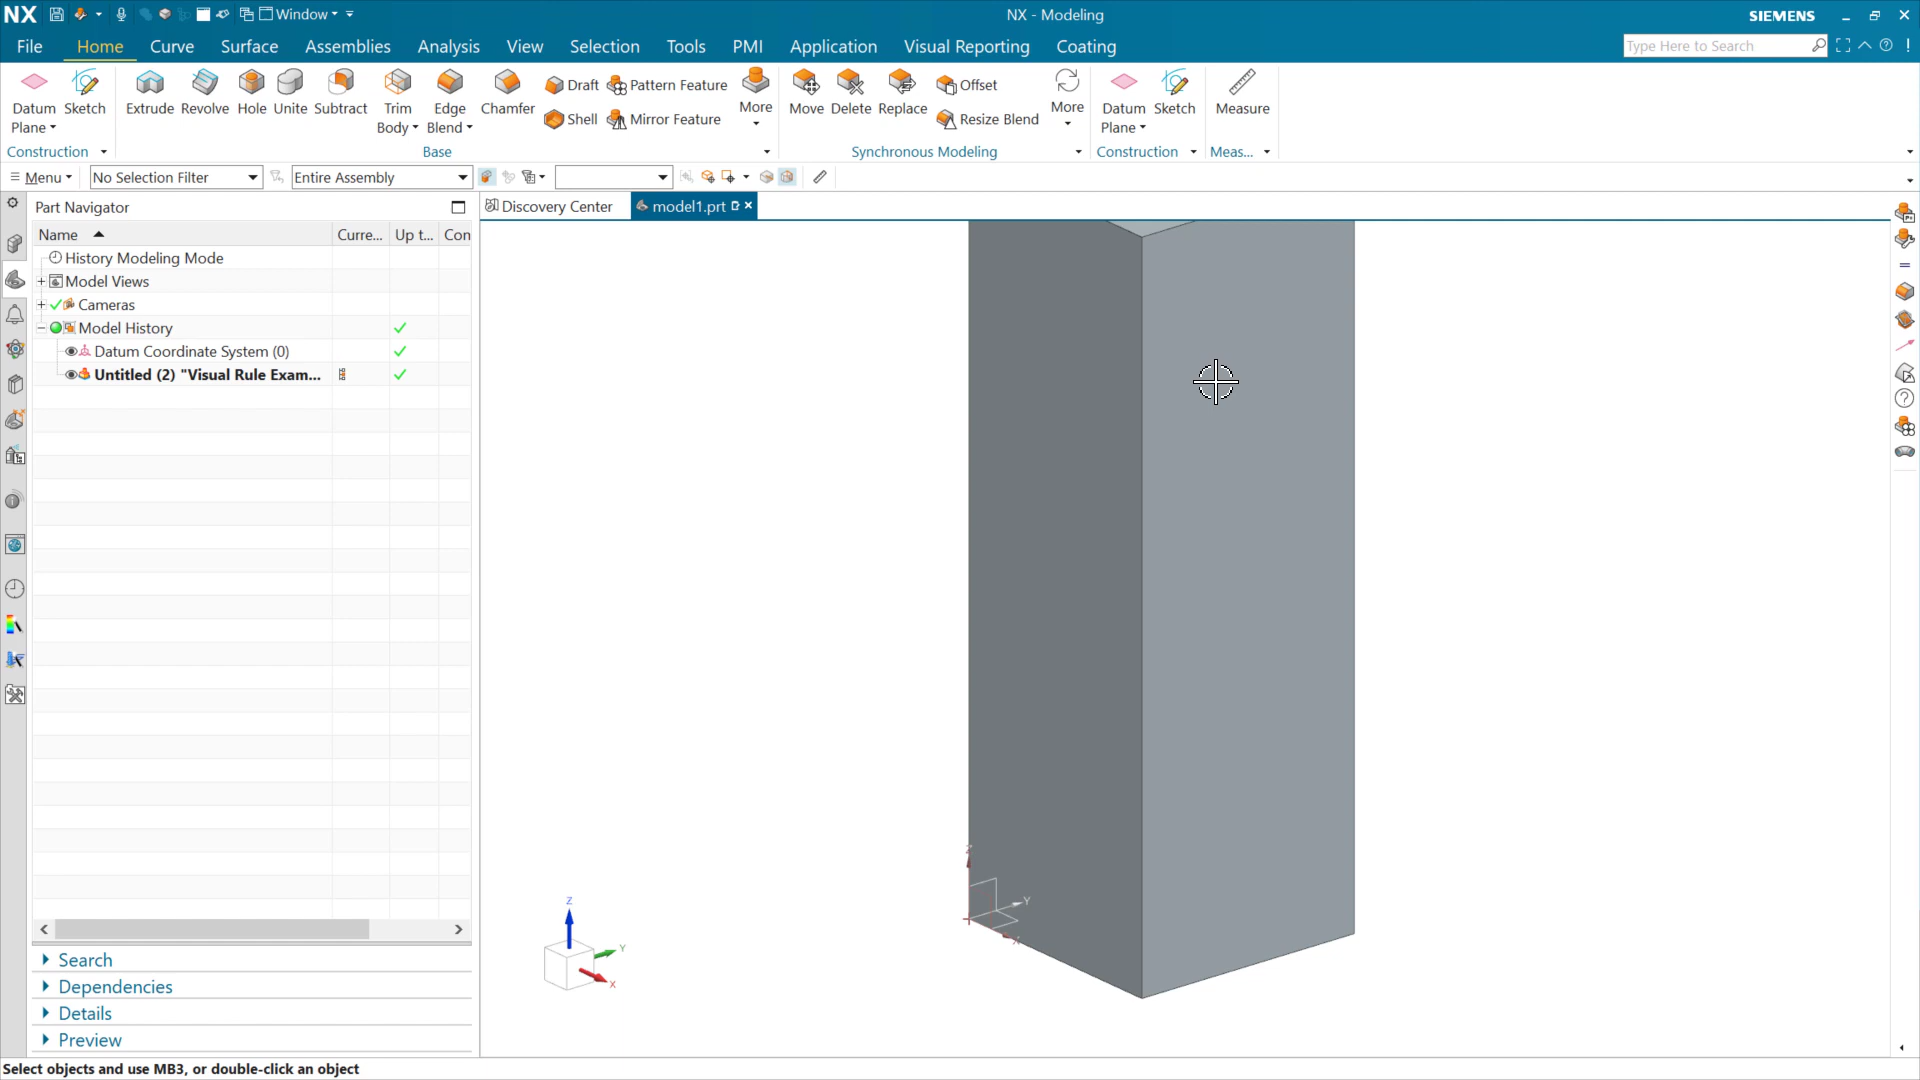 NX
Window
NX - Modeling
SIEMENS
File
Home
Curve
Surface
Assemblies
Analysis
View
Selection
Tools
PMI
Application
Visual Reporting
Coating
Type Here to Search
Datum
Plane
Sketch
Extrude
Revolve
Hole
Unite
Subtract
Trim
Body
Edge
Blend
Chamfer
Draft
Shell
Pattern Feature
Mirror Feature
More
Move
Delete
Replace
Offset
Resize Blend
More
Datum
Plane
Sketch
Measure
Construction
Base
Synchronous Modeling
Construction
Meas...
Menu
No Selection Filter
Entire Assembly
Part Navigator
Discovery Center
model1.prt
Name
Curre...
Up t...
Con
History Modeling Mode
Model Views
Cameras
Model History
Datum Coordinate System (0)
Untitled (2) "Visual Rule Exam...
Search
Dependencies
Details
Preview
Z
Y
X
Z
Y
X
Select objects and use MB3, or double-click an object